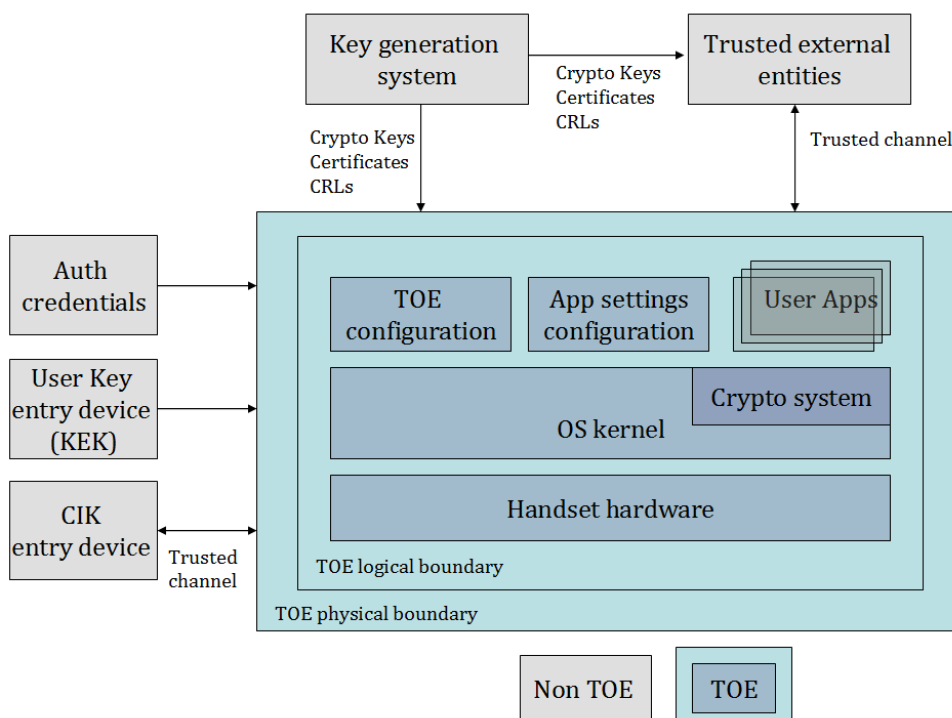 Key generation
system
Trusted external
entities
Crypto Keys
Certificates
CRLs
Crypto Keys
Certificates
CRLs
Trusted channel
Auth
credentials
TOE
configuration
App settings
configuration
User Apps
User Key
entry device
(KEK)
Crypto system
OS kernel
CIK
entry device
Trusted
channel
Handset hardware
TOE logical boundary
TOE physical boundary
Non TOE
TOE